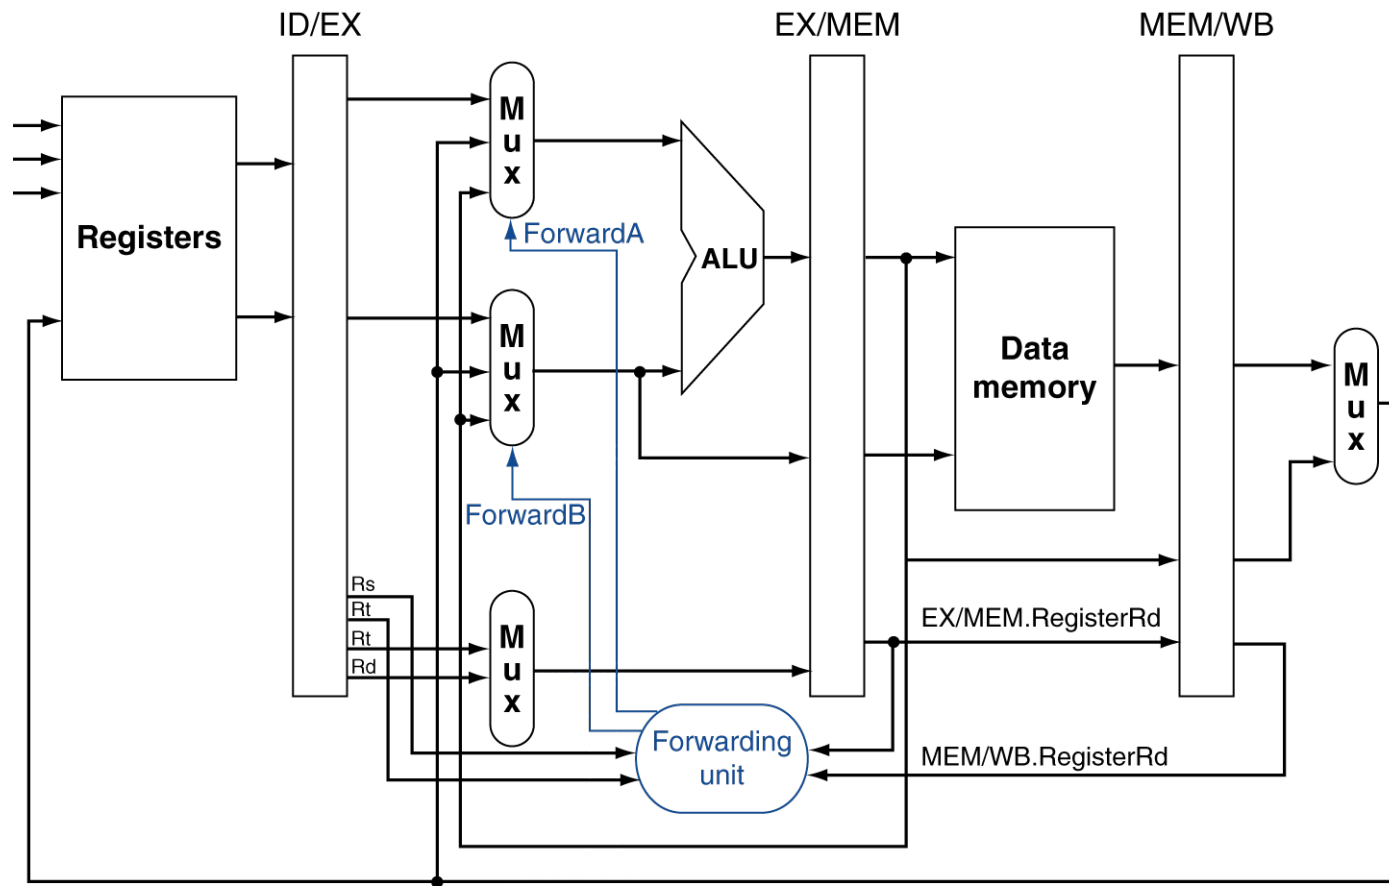 ID/EX
EX/MEM
MEM/WB
Registers
M
u
x
ForwardA
ALU
M
u
x
ForwardB
Data
memory
M
u
x
Rs
Rt
Rt
Rd
M
u
x
EX/MEM.RegisterRd
Forwarding
unit
MEM/WB.RegisterRd